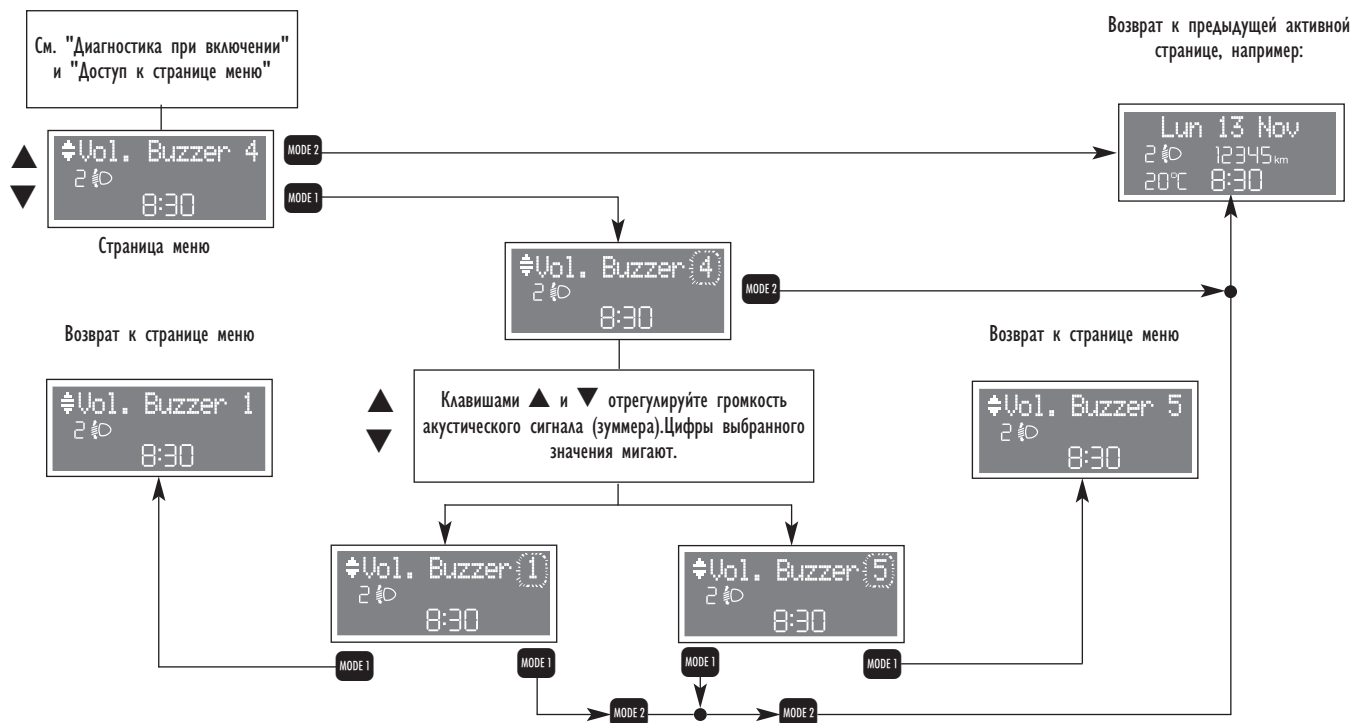 См. "Диагностика при включении"
и "Доступ к странице меню"
Возврат к предыдущей активной
странице, например:
Vol. Buzzer 4
2
8:30
MODE 2
MODE 1
Страница меню
Lun 13 Nov
2 12345 km
20°C 8:30
Vol. Buzzer 4
2
8:30
MODE 2
Возврат к странице меню
Vol. Buzzer 1
2
8:30
Клавишами ▲ и ▼ отрегулируйте громкость
акустического сигнала (зуммера).Цифры выбранного
значения мигают.
Возврат к странице меню
Vol. Buzzer 5
2
8:30
Vol. Buzzer 1
2
8:30
Vol. Buzzer 5
2
8:30
MODE 1
MODE 1
MODE 1
MODE 1
MODE 2
MODE 2